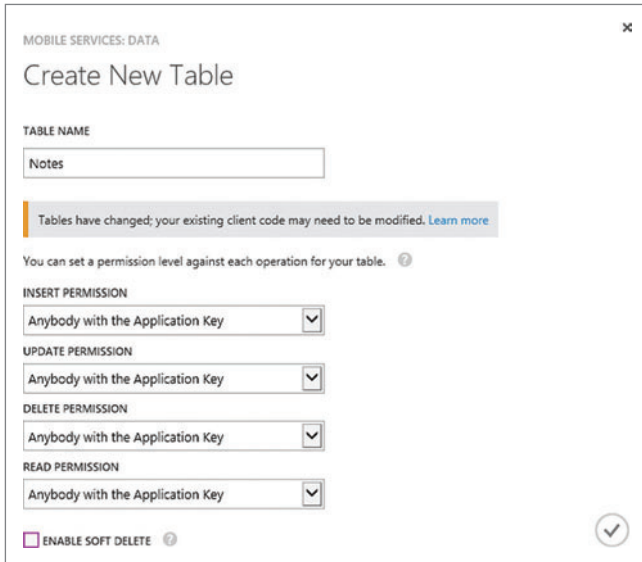 MOBILE SERVICES: DATA
Create New Table
TABLE NAME
Notes
Tables have changed; your existing client code may need to be modified. Learn more
You can set a permission level against each operation for your table.
INSERT PERMISSION
Anybody with the Application Key
UPDATE PERMISSION
Anybody with the Application Key
DELETE PERMISSION
Anybody with the Application Key
READ PERMISSION
Anybody with the Application Key
ENABLE SOFT DELETE